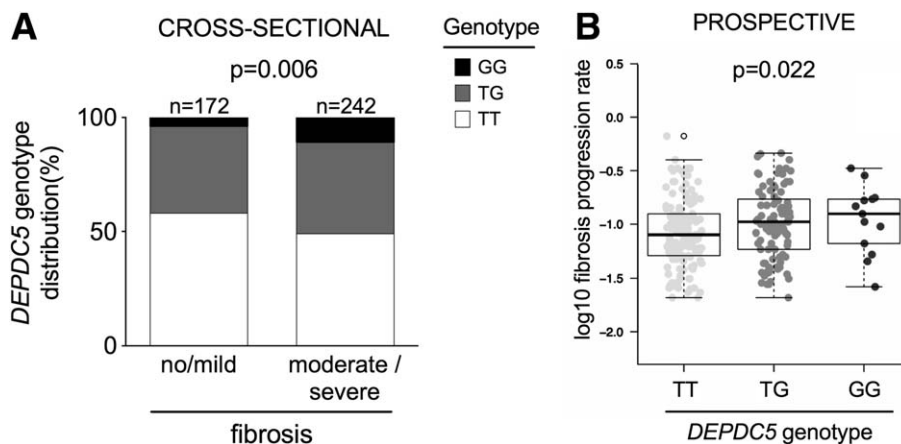 A
CROSS-SECTIONAL
p=0.006
Genotype
GG
TG
TT
n=172
n=242
100
50
0
DEPDC5 genotype
distribution(%)
no/mild
moderate /
severe
fibrosis
B
PROSPECTIVE
p=0.022
0.5
0.0
−0.5
−1.0
−1.5
−2.0
log10 fibrosis progression rate
TT
TG
GG
DEPDC5 genotype